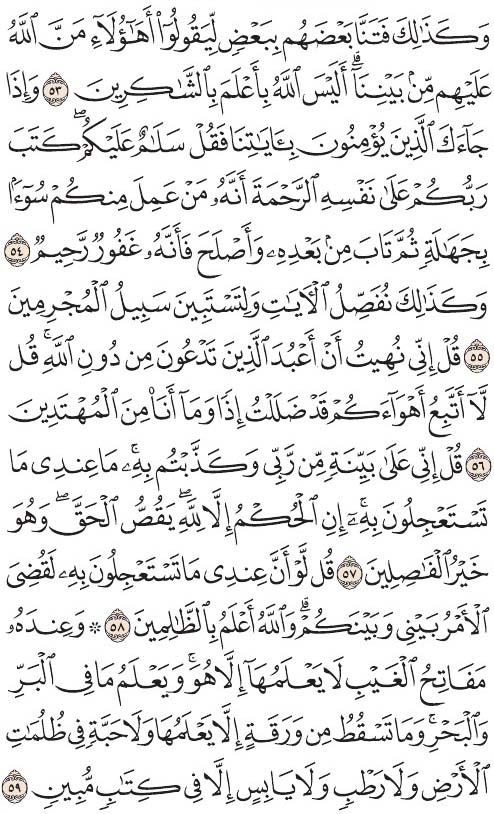 وَكَذَٰلِكَ فَتَنَّا بَعْضَهُم بِبَعْضٍ لِّيَقُولُوٓا۟ أَهَٰٓؤُلَآءِ مَنَّ ٱللَّهُ
عَلَيْهِم مِّنۢ بَيْنِنَآ ۗ أَلَيْسَ ٱللَّهُ بِأَعْلَمَ بِٱلشَّٰكِرِينَ ٥٣ وَإِذَا
جَآءَكَ ٱلَّذِينَ يُؤْمِنُونَ بِـَٔايَٰتِنَا فَقُلْ سَلَٰمٌ عَلَيْكُمْ ۖ كَتَبَ
رَبُّكُمْ عَلَىٰ نَفْسِهِ ٱلرَّحْمَةَ أَنَّهُۥ مَنْ عَمِلَ مِنكُمْ سُوٓءًۢا
بِجَهَٰلَةٍ ثُمَّ تَابَ مِنۢ بَعْدِهِۦ وَأَصْلَحَ فَأَنَّهُۥ غَفُورٌ رَّحِيمٌ ٥٤
وَكَذَٰلِكَ نُفَصِّلُ ٱلْـَٔايَٰتِ وَلِتَسْتَبِينَ سَبِيلُ ٱلْمُجْرِمِينَ
٥٥ قُلْ إِنِّى نُهِيتُ أَنْ أَعْبُدَ ٱلَّذِينَ تَدْعُونَ مِن دُونِ ٱللَّهِ ۚ قُل
لَّآ أَتَّبِعُ أَهْوَآءَكُمْ ۙ قَدْ ضَلَلْتُ إِذًا وَمَآ أَنَا۠ مِنَ ٱلْمُهْتَدِينَ
٥٦ قُلْ إِنِّى عَلَىٰ بَيِّنَةٍ مِّن رَّبِّى وَكَذَّبْتُم بِهِۦ ۚ مَا عِندِى مَا
تَسْتَعْجِلُونَ بِهِۦٓ ۚ إِنِ ٱلْحُكْمُ إِلَّا لِلَّهِ ۖ يَقُصُّ ٱلْحَقَّ ۖ وَهُوَ
خَيْرُ ٱلْفَٰصِلِينَ ٥٧ قُل لَّوْ أَنَّ عِندِى مَا تَسْتَعْجِلُونَ بِهِۦ لَقُضِىَ
ٱلْأَمْرُ بَيْنِى وَبَيْنَكُمْ ۗ وَٱللَّهُ أَعْلَمُ بِٱلظَّٰلِمِينَ ٥٨ ۞ وَعِندَهُۥ
مَفَاتِحُ ٱلْغَيْبِ لَا يَعْلَمُهَآ إِلَّا هُوَ ۚ وَيَعْلَمُ مَا فِى ٱلْبَرِّ
وَٱلْبَحْرِ ۚ وَمَا تَسْقُطُ مِن وَرَقَةٍ إِلَّا يَعْلَمُهَا وَلَا حَبَّةٍ فِى ظُلُمَٰتِ
ٱلْأَرْضِ وَلَا رَطْبٍ وَلَا يَابِسٍ إِلَّا فِى كِتَٰبٍ مُّبِينٍ ٥٩